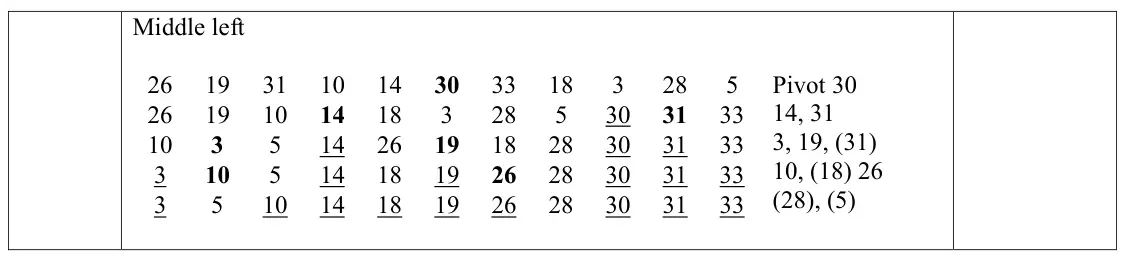 Middle left
26 19 31 10 14 30 33 18 3 28 5 Pivot 30
26 19 10 14 18 3 28 5 30 31 33 14, 31
10 3 5 14 26 19 18 28 30 31 33 3, 19, (31)
3 10 5 14 18 19 26 28 30 31 33 10, (18) 26
3 5 10 14 18 19 26 28 30 31 33 (28), (5)